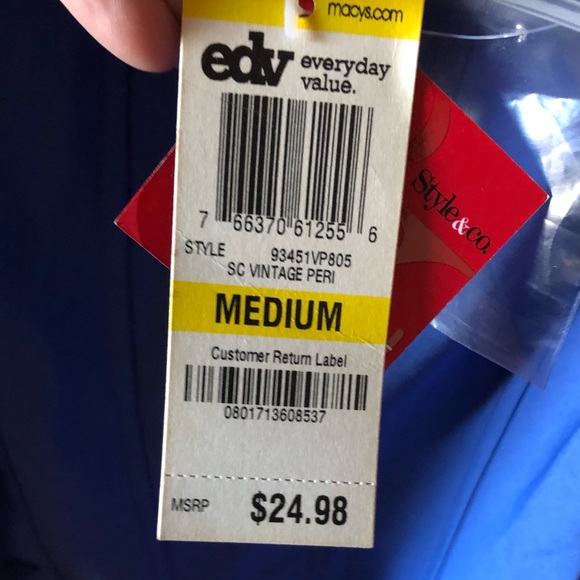 macys.com
edv everyday
value.
7 66370 61255 6
STYLE 93451VP805
SC VINTAGE PERI
MEDIUM
Customer Return Label
0801713608537
MSRP $24.98
Style&co.